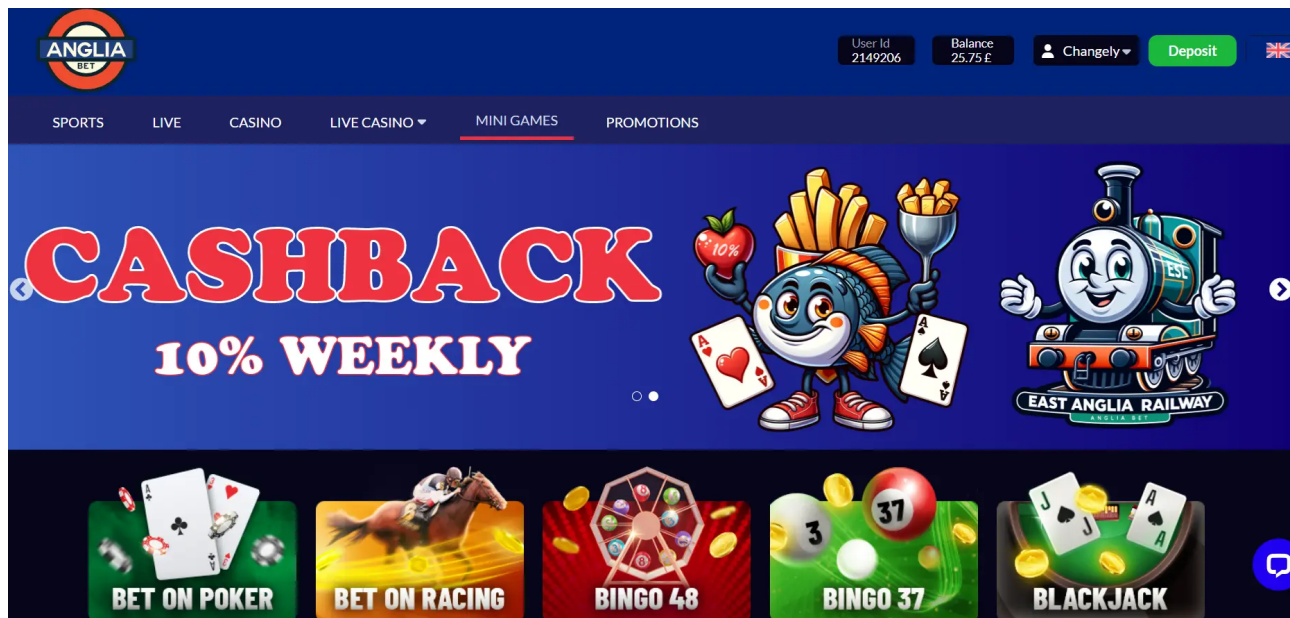 ANGLIA
BET
User Id
2149206
Balance
25.75 £
Changely
Deposit
SPORTS
LIVE
CASINO
LIVE CASINO
MINI GAMES
PROMOTIONS
CASHBACK
10% WEEKLY
10%
A
A
A
A
ESL
EAST ANGLIA RAILWAY
ANGLIA BET
BET ON POKER
BET ON RACING
BINGO 48
3
37
BINGO 37
J
J
A
A
BLACKJACK